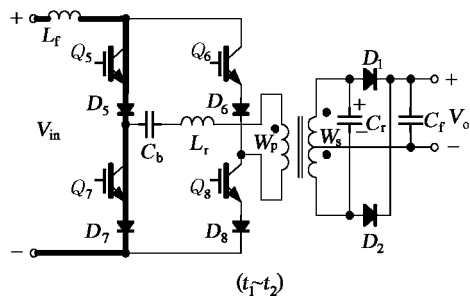 +
L_f
Q_5
Q_6
D_1
D_5
D_6
+
+
V_in
C_b
L_r
W_p
W_s
−
C_r
C_f
V_o
−
Q_7
Q_8
D_7
D_8
D_2
−
(t_1~t_2)